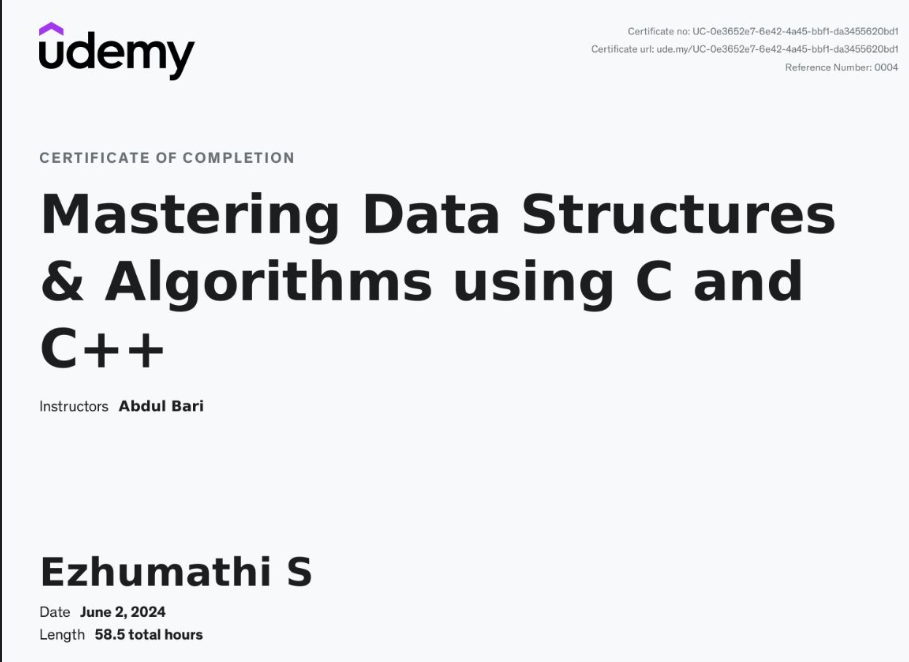 udemy
Certificate no: UC-0e3652e7-6e42-4a45-bbf1-da3455620bd1
Certificate url: ude.my/UC-0e3652e7-6e42-4a45-bbf1-da3455620bd1
Reference Number: 0004
CERTIFICATE OF COMPLETION
Mastering Data Structures
& Algorithms using C and
C++
Instructors Abdul Bari
Ezhumathi S
Date June 2, 2024
Length 58.5 total hours